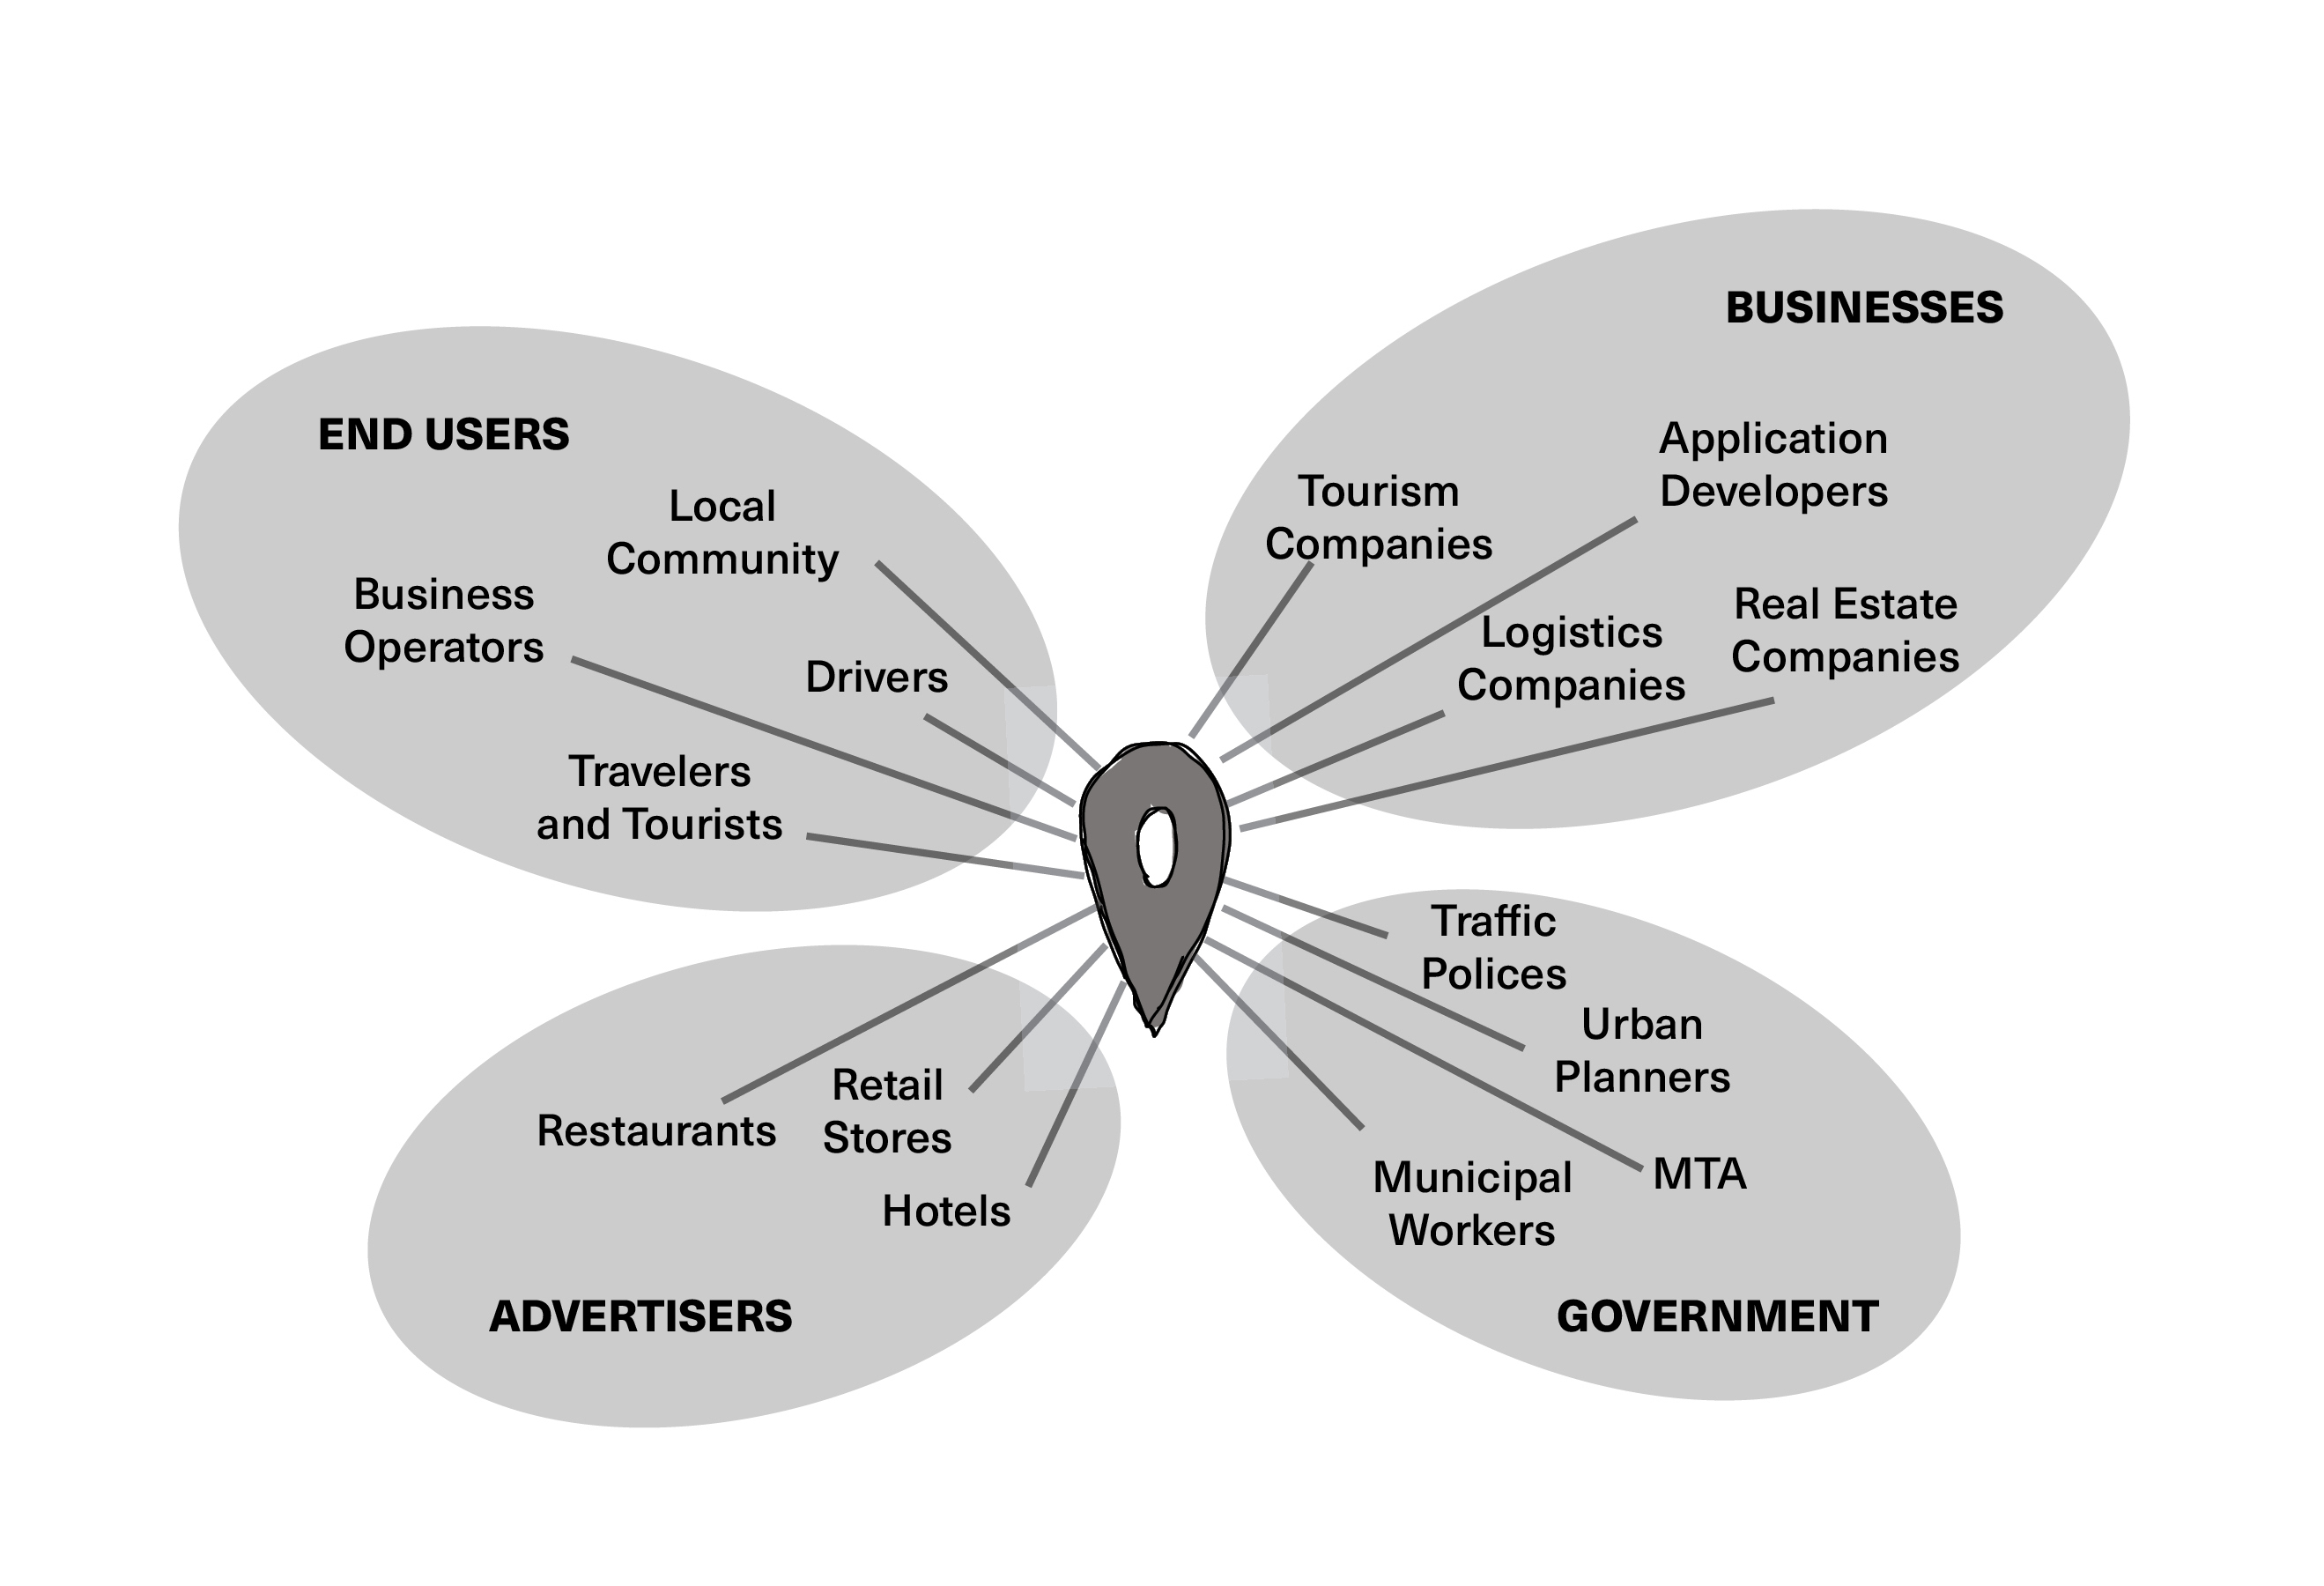 END USERS
Local
Community
Business
Operators
Drivers
Travelers
and Tourists
BUSINESSES
Application
Developers
Tourism
Companies
Real Estate
Companies
Logistics
Companies
Restaurants
Retail
Stores
Hotels
ADVERTISERS
Traffic
Polices
Urban
Planners
MTA
Municipal
Workers
GOVERNMENT